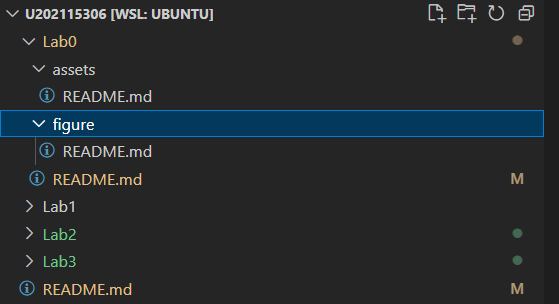 U202115306 [WSL: UBUNTU]
Lab0
assets
README.md
figure
README.md
README.md M
Lab1
Lab2
Lab3
README.md M